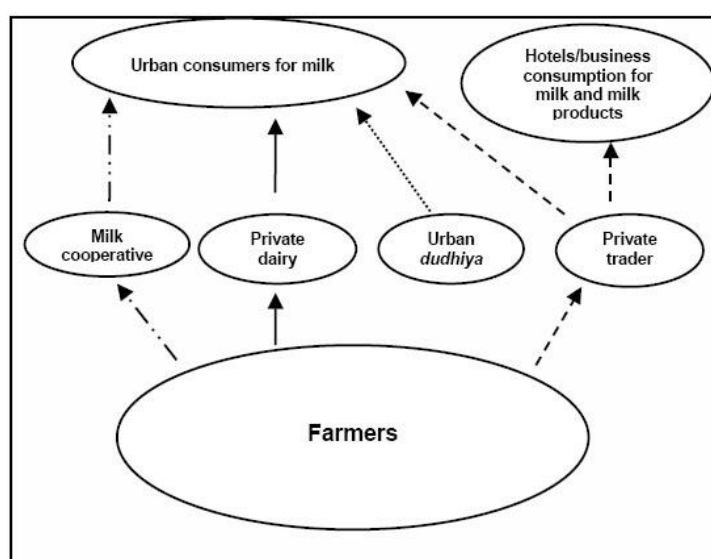 Urban consumers for milk
Hotels/business
consumption for
milk and milk
products
Milk
cooperative
Private
dairy
Urban
dudhiya
Private
trader
Farmers